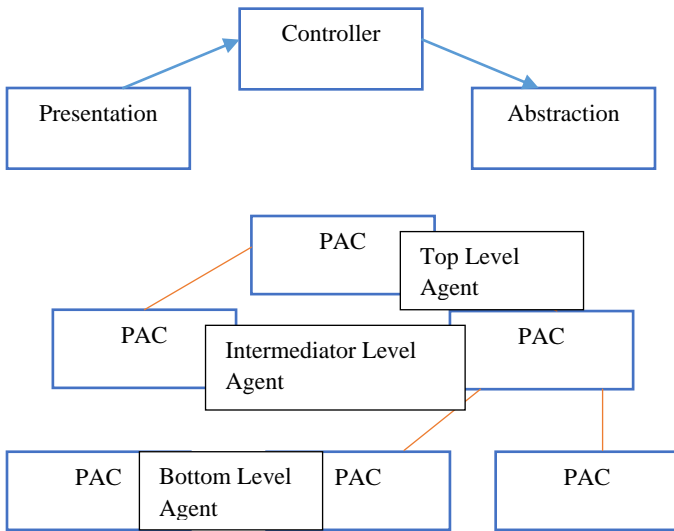 Controller
Presentation
Abstraction
PAC
Top Level
Agent
PAC
Intermediator Level
Agent
PAC
PAC
Bottom Level
Agent
PAC
PAC